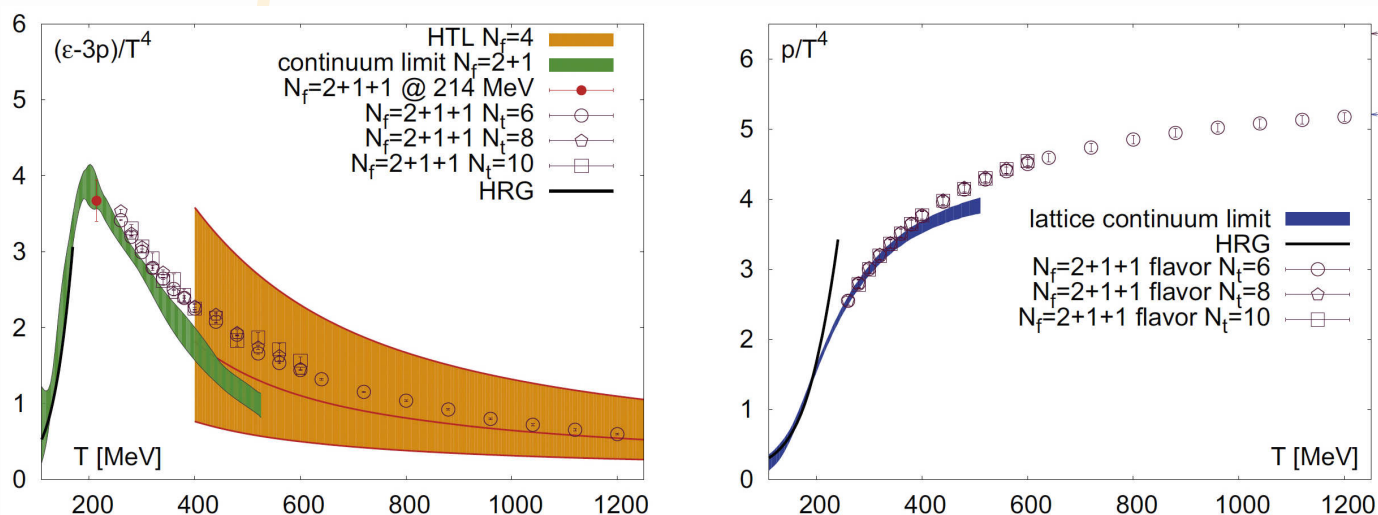 6
5
4
3
2
1
0
(ε-3p)/T⁴
HTL N_f=4
continuum limit N_f=2+1
N_f=2+1+1 @ 214 MeV
N_f=2+1+1 N_t=6
N_f=2+1+1 N_t=8
N_f=2+1+1 N_t=10
HRG
T [MeV]
200 400 600 800 1000 1200
6
5
4
3
2
1
0
p/T⁴
lattice continuum limit
HRG
N_f=2+1+1 flavor N_t=6
N_f=2+1+1 flavor N_t=8
N_f=2+1+1 flavor N_t=10
T [MeV]
200 400 600 800 1000 1200